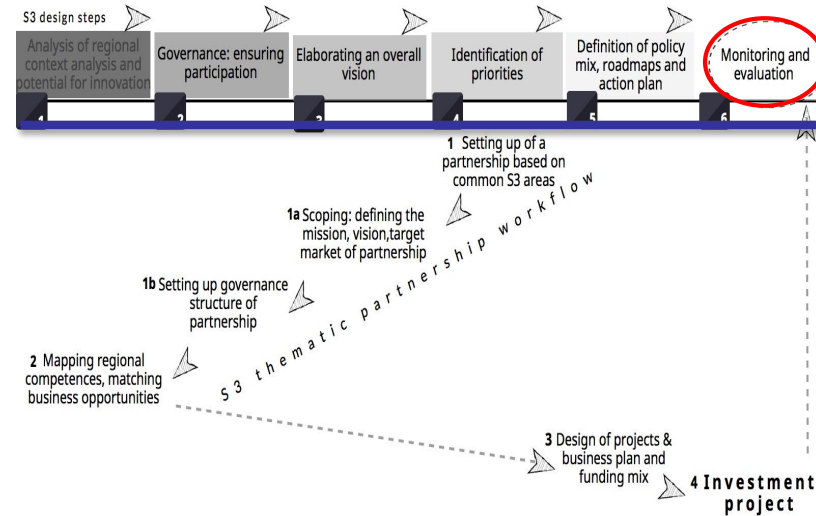 S3 design steps
Analysis of regional
context analysis and
potential for innovation
Governance: ensuring
participation
Elaborating an overall
vision
Identification of
priorities
Definition of policy
mix, roadmaps and
action plan
Monitoring and
evaluation
1
2
3
4
5
6
1 Setting up of a
partnership based on
common S3 areas
1a Scoping: defining the
mission, vision,target
market of partnership
1b Setting up governance
structure of
partnership
2 Mapping regional
competences, matching
business opportunities
S3 thematic partnership workflow
3 Design of projects &
business plan and
funding mix
4 Investment
project